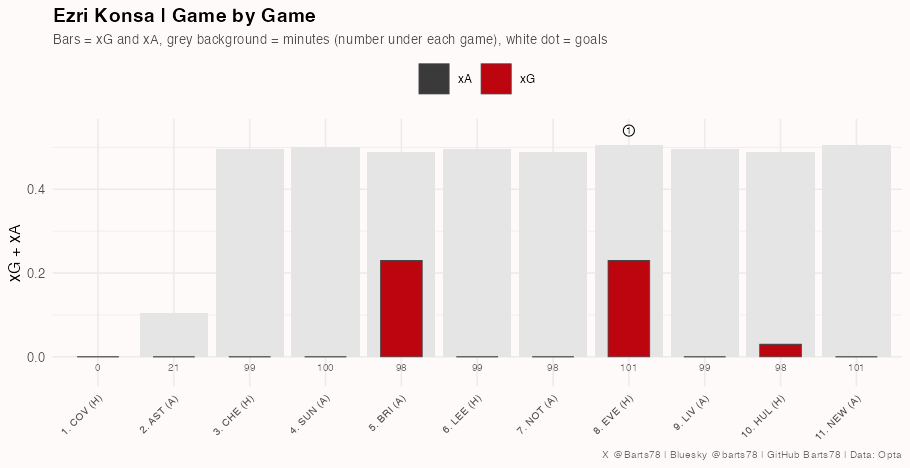 Ezri Konsa | Game by Game
Bars = xG and xA, grey background = minutes (number under each game), white dot = goals
xA xG
1
xG + xA
0.4
0.2
0.0
0 21 99 100 98 99 98 101 99 98 101
1. COV (H) 2. AST (A) 3. CHE (H) 4. SUN (A) 5. BRI (A) 6. LEE (H) 7. NOT (A) 8. EVE (H) 9. LIV (A) 10. HUL (H) 11. NEW (A)
X @Barts78 | Bluesky @barts78 | GitHub Barts78 | Data: Opta